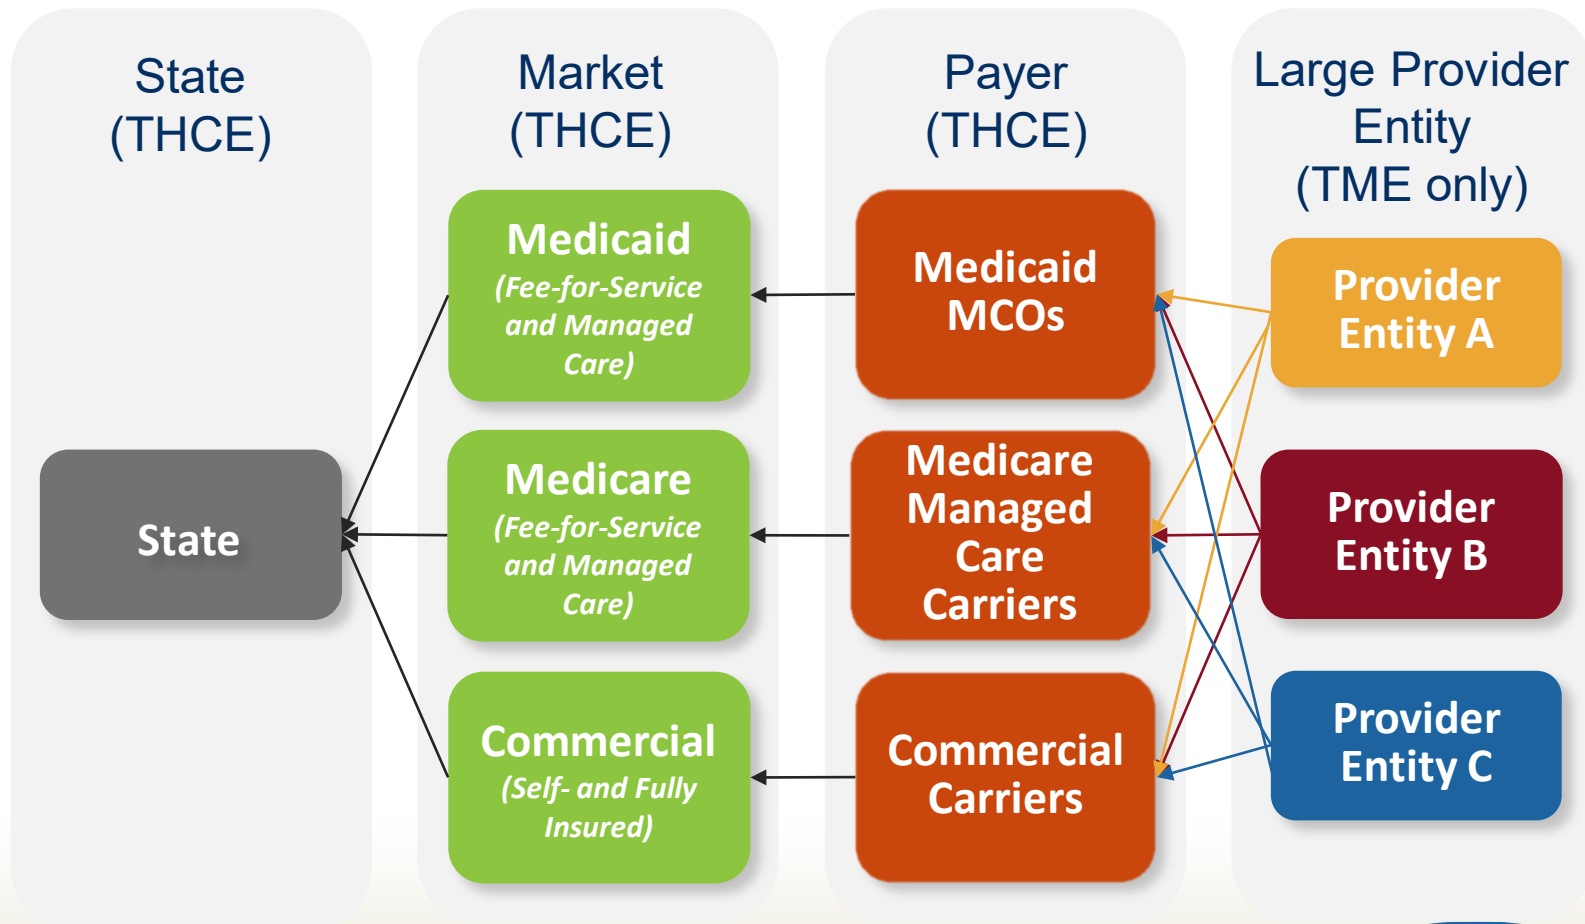 State
(THCE)
Market
(THCE)
Payer
(THCE)
Large Provider
Entity
(TME only)
Medicaid
(Fee-for-Service
and Managed
Care)
Medicaid
MCOs
Provider
Entity A
State
Medicare
(Fee-for-Service
and Managed
Care)
Medicare
Managed
Care
Carriers
Provider
Entity B
Commercial
(Self- and Fully
Insured)
Commercial
Carriers
Provider
Entity C